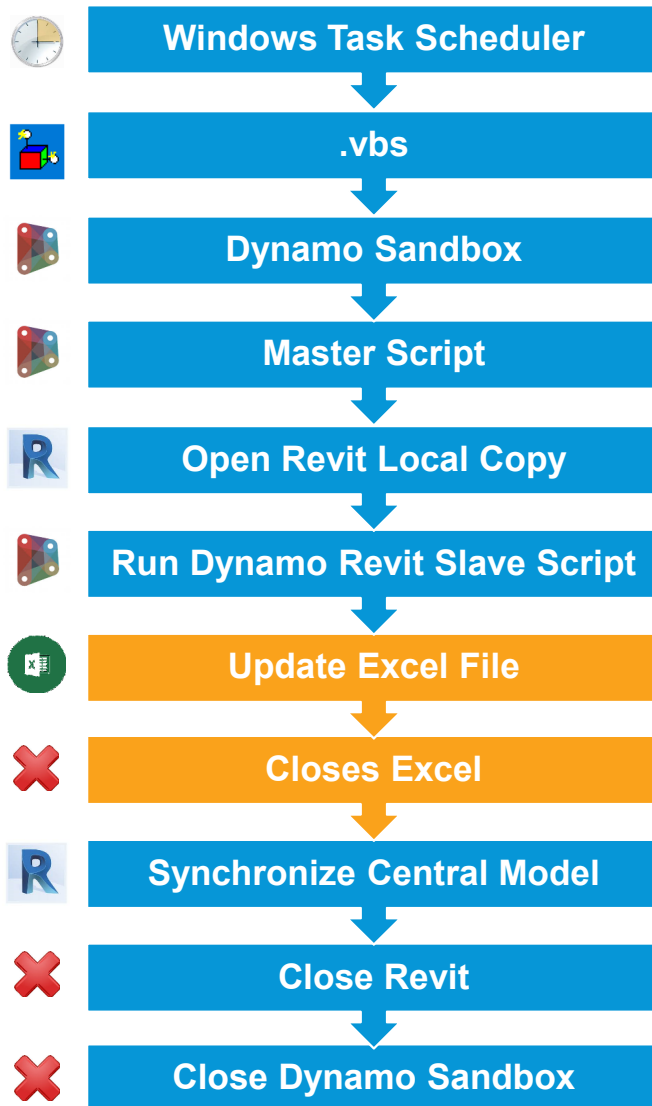 Windows Task Scheduler
.vbs
Dynamo Sandbox
Master Script
R
Open Revit Local Copy
Run Dynamo Revit Slave Script
X
Update Excel File
Closes Excel
R
Synchronize Central Model
Close Revit
Close Dynamo Sandbox